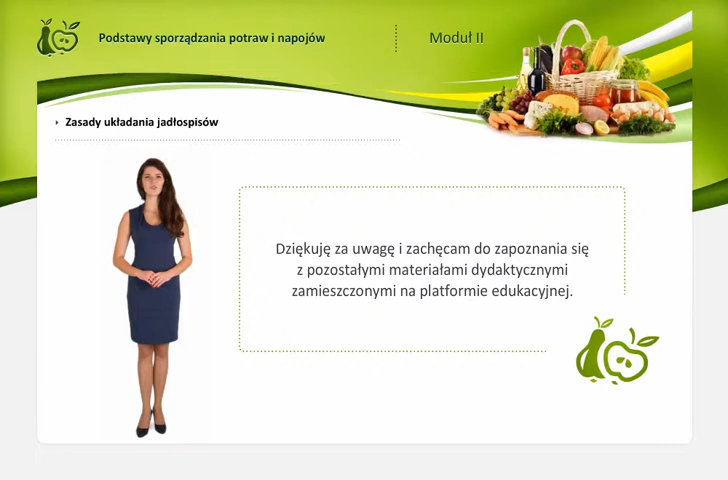 Podstawy sporządzania potraw i napojów
Moduł II
Zasady układania jadłospisów
Dziękuję za uwagę i zachęcam do zapoznania się
z pozostałymi materiałami dydaktycznymi
zamieszczonymi na platformie edukacyjnej.